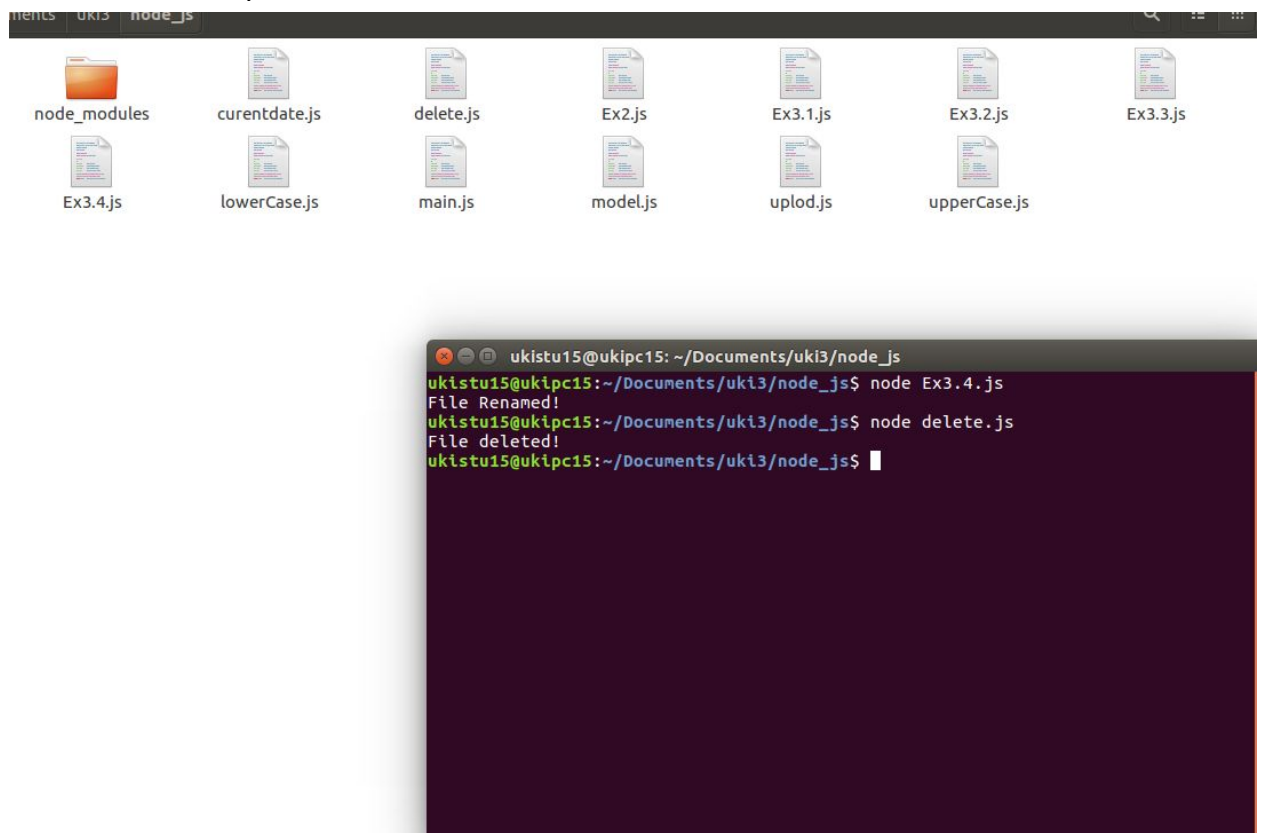 ments uki3 node_js
node_modules curentdate.js delete.js Ex2.js Ex3.1.js Ex3.2.js Ex3.3.js
Ex3.4.js lowerCase.js main.js model.js uplod.js upperCase.js
ukistu15@ukipc15: ~/Documents/uki3/node_js
ukistu15@ukipc15:~/Documents/uki3/node_js$ node Ex3.4.js
File Renamed!
ukistu15@ukipc15:~/Documents/uki3/node_js$ node delete.js
File deleted!
ukistu15@ukipc15:~/Documents/uki3/node_js$